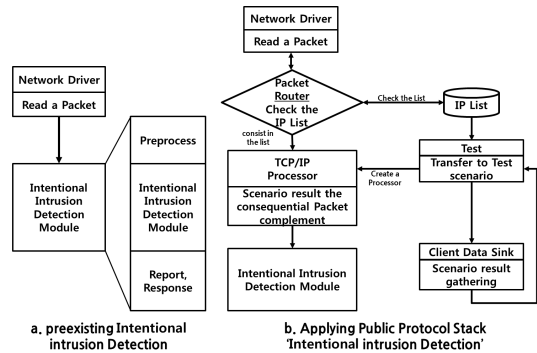 Network Driver
Read a Packet
Intentional
Intrusion
Detection
Module
Preprocess
Intentional
Intrusion
Detection
Module
Report,
Response
a. preexisting Intentional
intrusion Detection
Network Driver
Read a Packet
Packet
Router
Check the
IP List
Check the List
IP List
consist in
the list
TCP/IP
Processor
Scenario result the
consequential Packet
complement
Create a
Processor
Test
Transfer to Test
scenario
Intentional Intrusion
Detection Module
Client Data Sink
Scenario result
gathering
b. Applying Public Protocol Stack
'Intentional intrusion Detection'